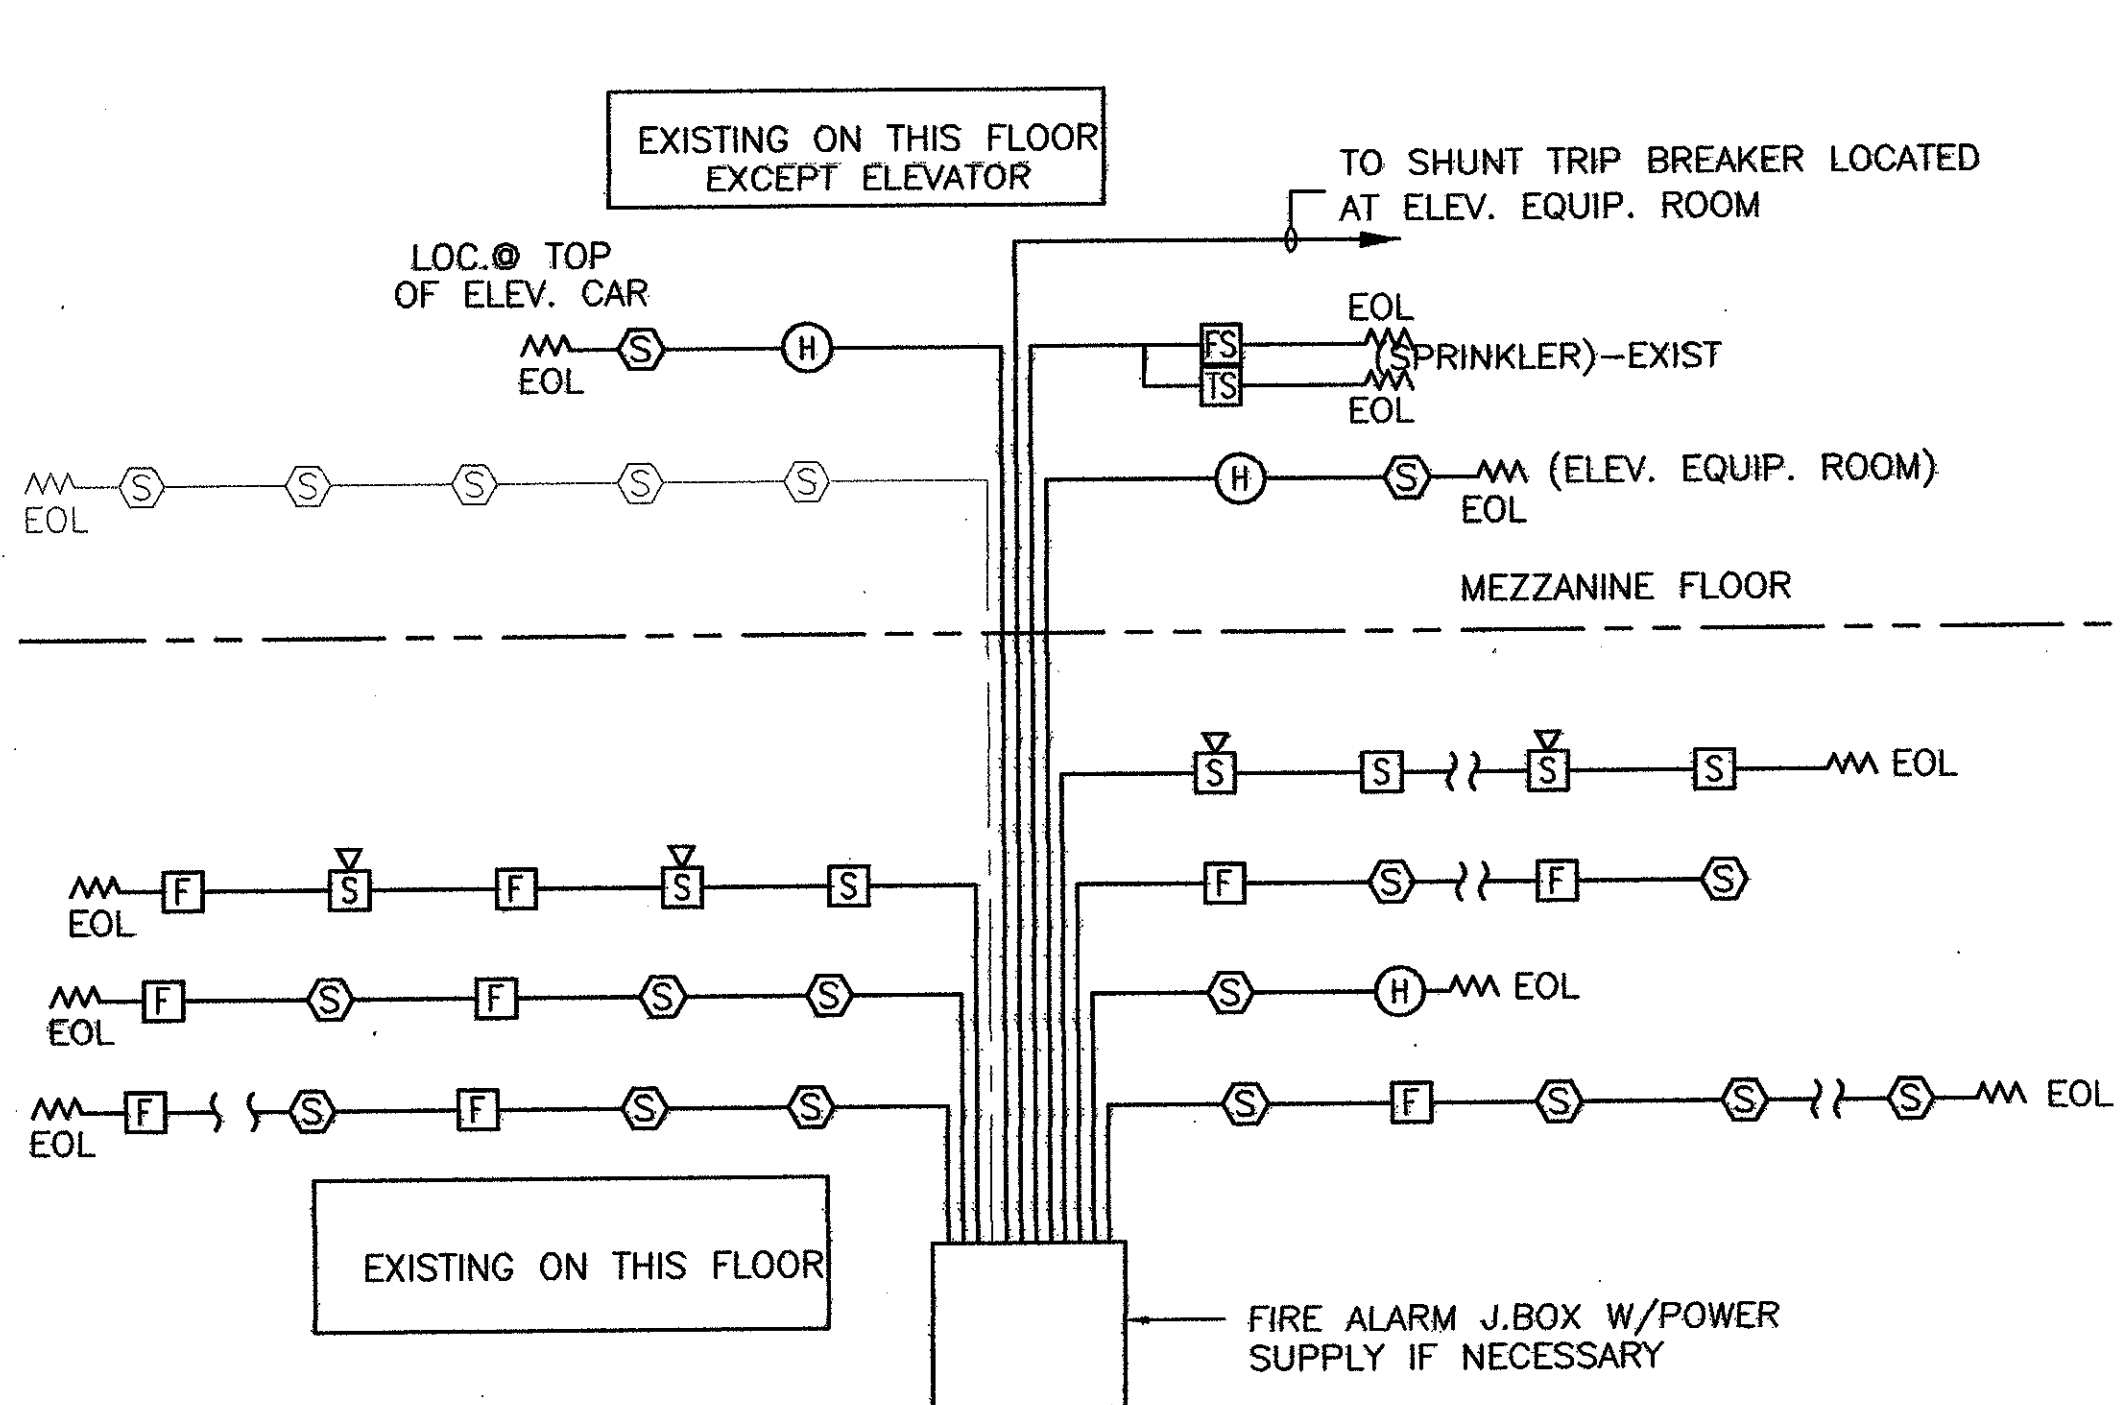 EXISTING ON THIS FLOOR
EXCEPT ELEVATOR
TO SHUNT TRIP BREAKER LOCATED
AT ELEV. EQUIP. ROOM
LOC.@ TOP
OF ELEV. CAR
EOL
S H FS
(SPRINKLER)-EXIST
EOL
TS
EOL
S S S S S
EOL
H S (ELEV. EQUIP. ROOM)
EOL
MEZZANINE FLOOR
S S S S EOL
F S F S S
EOL
F S F S
F S F S S
EOL
S H EOL
F S F S S
EOL
S F S S S EOL
EXISTING ON THIS FLOOR
FIRE ALARM J.BOX W/POWER
SUPPLY IF NECESSARY